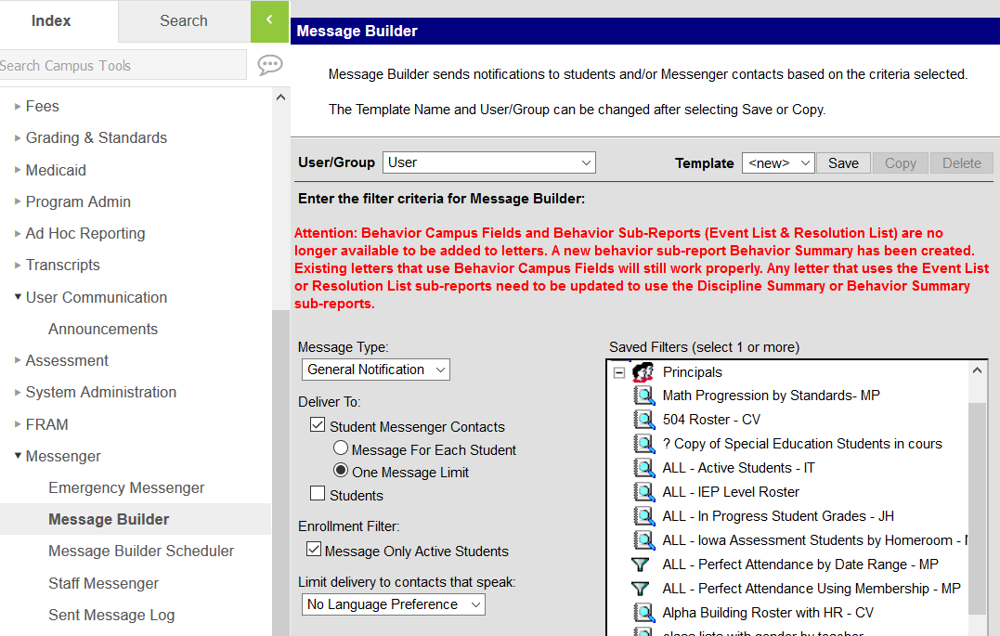 Index
Search
Search Campus Tools
Fees
Grading & Standards
Medicaid
Program Admin
Ad Hoc Reporting
Transcripts
User Communication
Announcements
Assessment
System Administration
FRAM
Messenger
Emergency Messenger
Message Builder
Message Builder Scheduler
Staff Messenger
Sent Message Log
Message Builder
Message Builder sends notifications to students and/or Messenger contacts based on the criteria selected.
The Template Name and User/Group can be changed after selecting Save or Copy.
User/Group User Template <new> Save Copy Delete
Enter the filter criteria for Message Builder:
Attention: Behavior Campus Fields and Behavior Sub-Reports (Event List & Resolution List) are no
longer available to be added to letters. A new behavior sub-report Behavior Summary has been created.
Existing letters that use Behavior Campus Fields will still work properly. Any letter that uses the Event List
or Resolution List sub-reports need to be updated to use the Discipline Summary or Behavior Summary
sub-reports.
Message Type:
General Notification
Deliver To:
Student Messenger Contacts
Message For Each Student
One Message Limit
Students
Enrollment Filter:
Message Only Active Students
Limit delivery to contacts that speak:
No Language Preference
Saved Filters (select 1 or more)
Principals
Math Progression by Standards- MP
504 Roster - CV
? Copy of Special Education Students in cours
ALL - Active Students - IT
ALL - IEP Level Roster
ALL - In Progress Student Grades - JH
ALL - Iowa Assessment Students by Homeroom -
ALL - Perfect Attendance by Date Range - MP
ALL - Perfect Attendance Using Membership - MP
Alpha Building Roster with HR - CV
class lists with gender by teacher